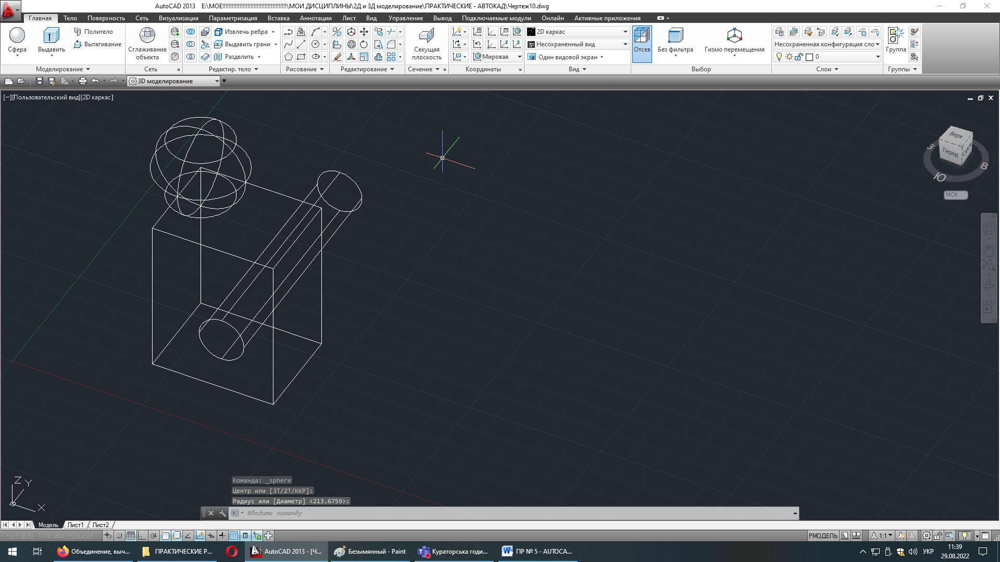 AutoCAD 2013 E:\МОЕ!!!!!!!!!!!!!!!!!!!!!!!!!!!!!!!!!!!!!!!!!\МОИ ДИСЦИПЛИНЫ\2Д и 3Д моделирование\ПРАКТИЧЕСКИЕ - АВТОКАД\Чертеж10.dwg
Главная Тело Поверхность Сеть Визуализация Параметризация Вставка Аннотации Лист Вид Управление Вывод Подключаемые модули Онлайн Активные приложения
Сфера
Выдавить
Политело
Вытягивание
Моделирование
Сглаживание
объекта
Сеть
Извлечь ребра
Выдавить грани
Разделить
Редактир. тело
Рисование
Редактирование
Секущая
плоскость
Сечение
Мировая
Координаты
2D каркас
Несохраненный вид
Один видовой экран
Вид
Отсев
Без фильтра
Гизмо перемещения
Выбор
Несохраненная конфигурация сло
0
Слои
Группа
Группы
3D моделирование
[−][Пользовательский вид][2D каркас]
Верх
Перед
З
Ю
В
МСК
Z
Y
X
Команда: _sphere
Центр или [3Т/2Т/ККР]:
Радиус или [Диаметр] <213.6759>:
Введите команду
Модель Лист1 Лист2
РМОДЕЛЬ
1:1
Объединение, выч...
ПРАКТИЧЕСКИЕ Р...
AutoCAD 2013 - [Ч...
Безымянный - Paint
Кураторська годи...
ПР № 5 - AUTOCA...
УКР
11:39
29.08.2022